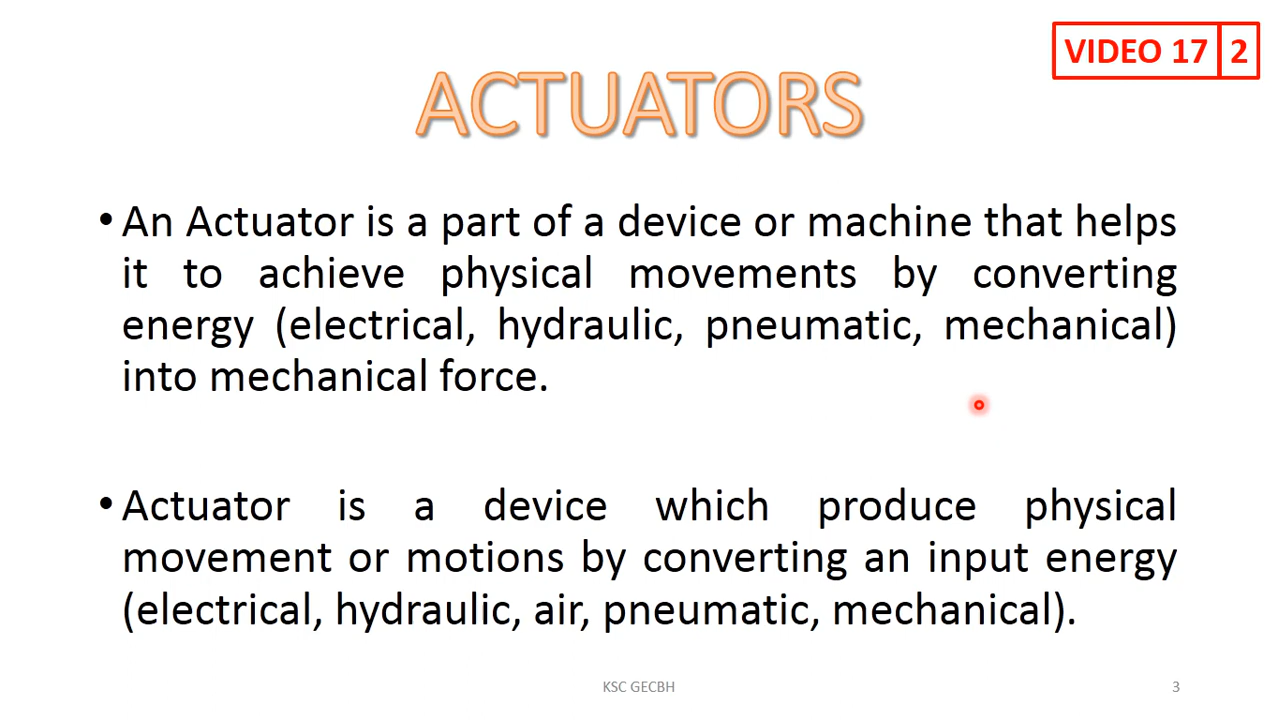 VIDEO 17 2
ACTUATORS
• An Actuator is a part of a device or machine that helps
it to achieve physical movements by converting
energy (electrical, hydraulic, pneumatic, mechanical)
into mechanical force.
• Actuator is a device which produce physical
movement or motions by converting an input energy
(electrical, hydraulic, air, pneumatic, mechanical).
KSC GECBH 3